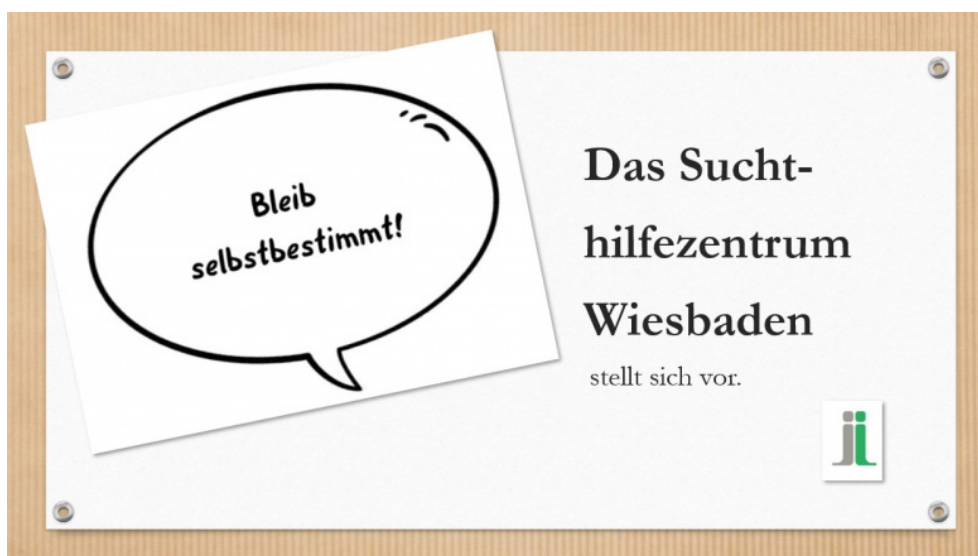 Bleib
selbstbestimmt!
Das Sucht-
hilfezentrum
Wiesbaden
stellt sich vor.